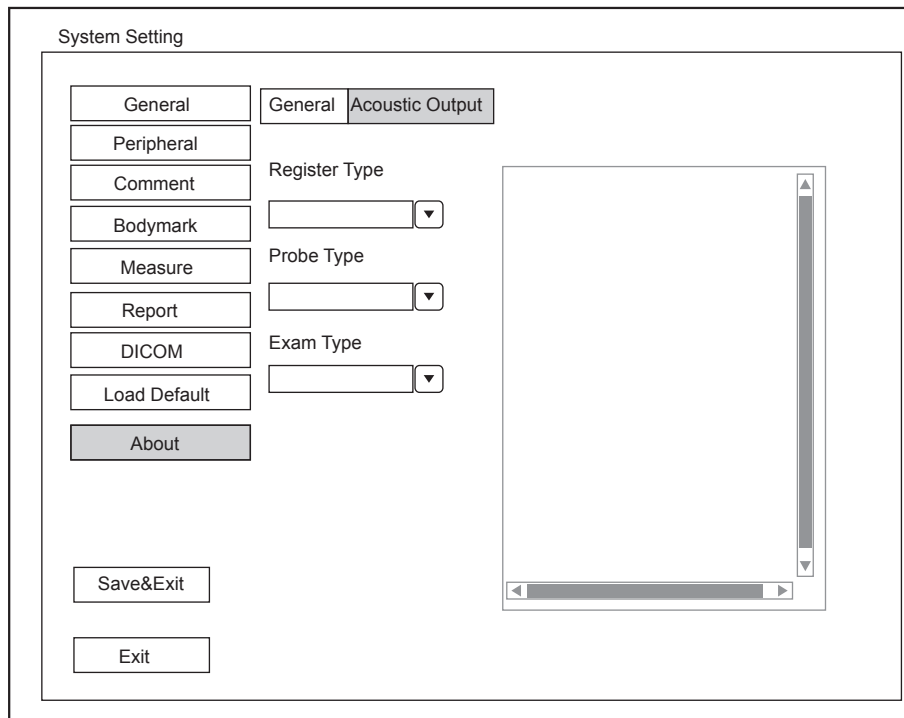 System Setting
General
Peripheral
Comment
Bodymark
Measure
Report
DICOM
Load Default
About
Save&Exit
Exit
General
Acoustic Output
Register Type
Probe Type
Exam Type